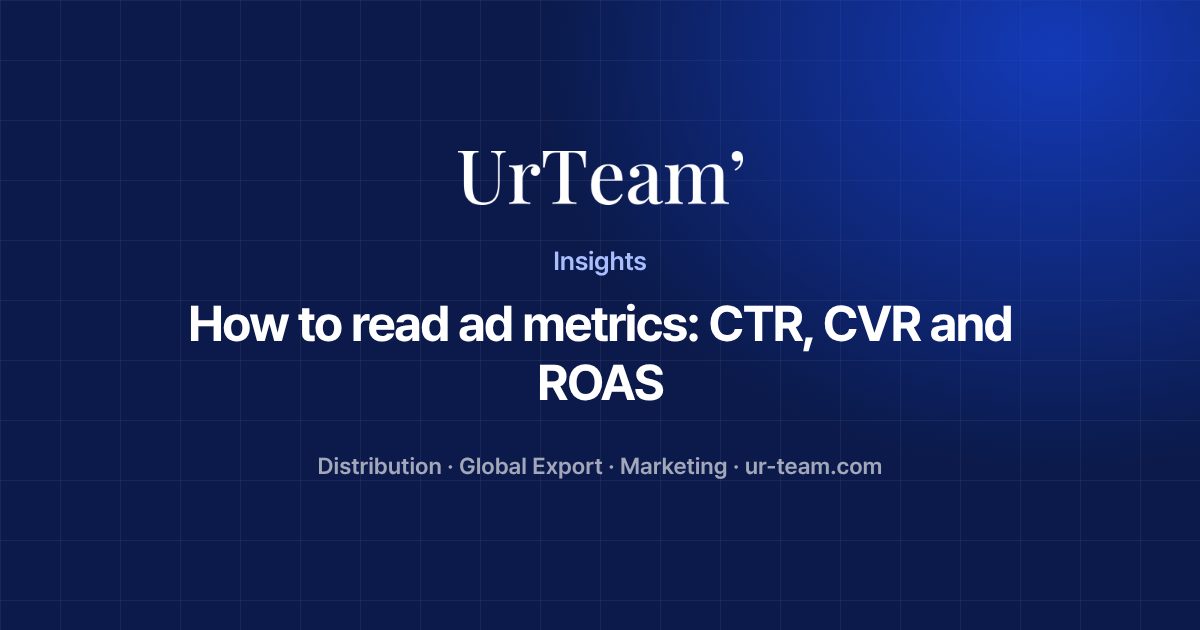 UrTeam’
Insights
How to read ad metrics: CTR, CVR and
ROAS
Distribution · Global Export · Marketing · ur-team.com